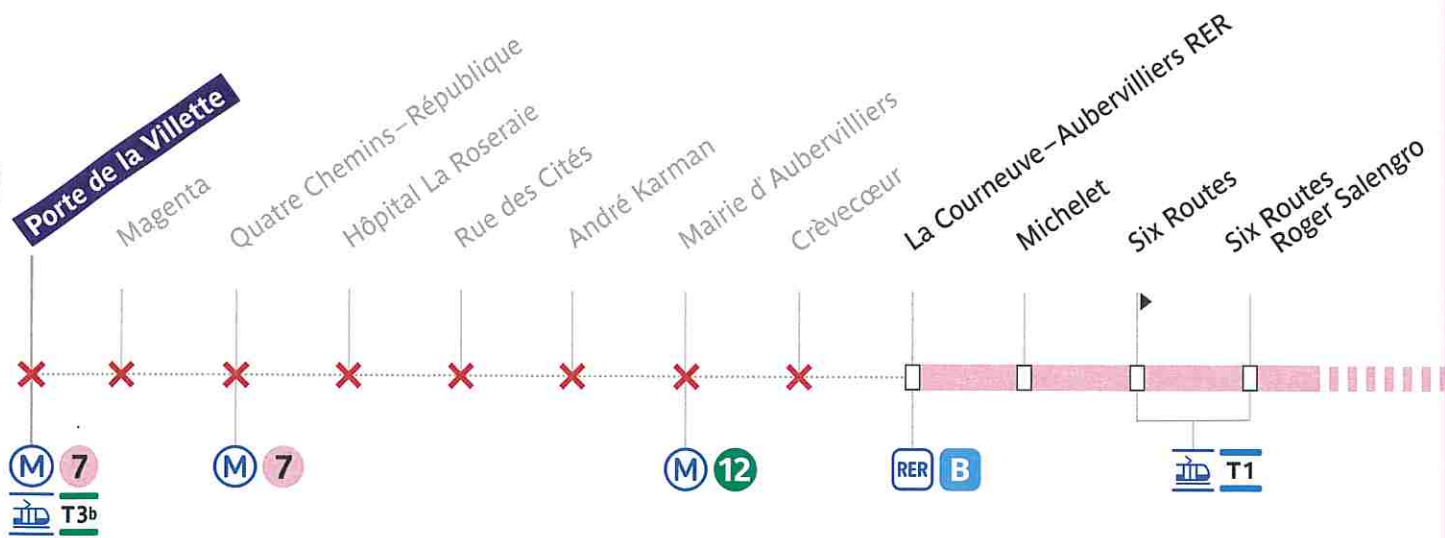 Porte de la Villette
Magenta
Quatre Chemins – République
Hôpital La Roseraie
Rue des Cités
André Karman
Mairie d'Aubervilliers
Crèvecœur
La Courneuve – Aubervilliers RER
Michelet
Six Routes
Six Routes
Roger Salengro
M 7
T3b
M 7
M 12
RER B
T1